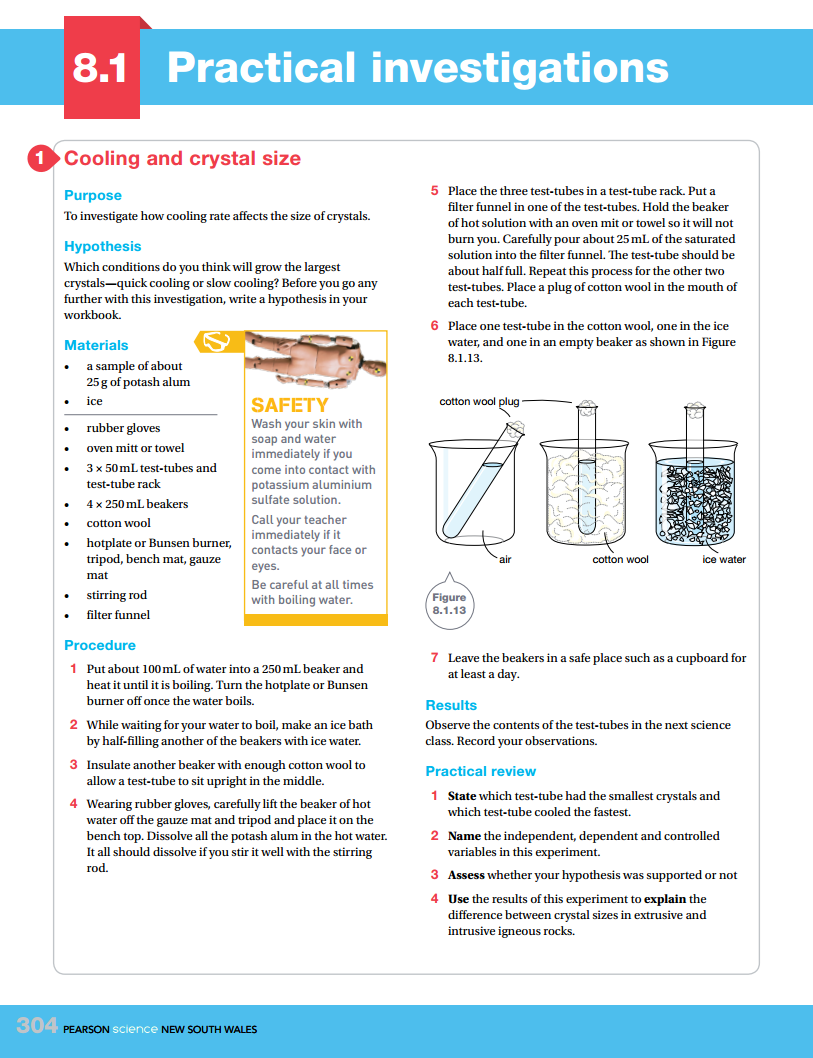 8.1 Practical investigations
1 Cooling and crystal size
Purpose
To investigate how cooling rate affects the size of crystals.
Hypothesis
Which conditions do you think will grow the largest
crystals—quick cooling or slow cooling? Before you go any
further with this investigation, write a hypothesis in your
workbook.
Materials
• a sample of about
25 g of potash alum
• ice
• rubber gloves
• oven mitt or towel
• 3 × 50 mL test-tubes and
test-tube rack
• 4 × 250 mL beakers
• cotton wool
• hotplate or Bunsen burner,
tripod, bench mat, gauze
mat
• stirring rod
• filter funnel
SAFETY
Wash your skin with
soap and water
immediately if you
come into contact with
potassium aluminium
sulfate solution.
Call your teacher
immediately if it
contacts your face or
eyes.
Be careful at all times
with boiling water.
Procedure
1 Put about 100 mL of water into a 250 mL beaker and
heat it until it is boiling. Turn the hotplate or Bunsen
burner off once the water boils.
2 While waiting for your water to boil, make an ice bath
by half-filling another of the beakers with ice water.
3 Insulate another beaker with enough cotton wool to
allow a test-tube to sit upright in the middle.
4 Wearing rubber gloves, carefully lift the beaker of hot
water off the gauze mat and tripod and place it on the
bench top. Dissolve all the potash alum in the hot water.
It all should dissolve if you stir it well with the stirring
rod.
5 Place the three test-tubes in a test-tube rack. Put a
filter funnel in one of the test-tubes. Hold the beaker
of hot solution with an oven mit or towel so it will not
burn you. Carefully pour about 25 mL of the saturated
solution into the filter funnel. The test-tube should be
about half full. Repeat this process for the other two
test-tubes. Place a plug of cotton wool in the mouth of
each test-tube.
6 Place one test-tube in the cotton wool, one in the ice
water, and one in an empty beaker as shown in Figure
8.1.13.
cotton wool plug
air
cotton wool
ice water
Figure
8.1.13
7 Leave the beakers in a safe place such as a cupboard for
at least a day.
Results
Observe the contents of the test-tubes in the next science
class. Record your observations.
Practical review
1 State which test-tube had the smallest crystals and
which test-tube cooled the fastest.
2 Name the independent, dependent and controlled
variables in this experiment.
3 Assess whether your hypothesis was supported or not
4 Use the results of this experiment to explain the
difference between crystal sizes in extrusive and
intrusive igneous rocks.
304 PEARSON science NEW SOUTH WALES